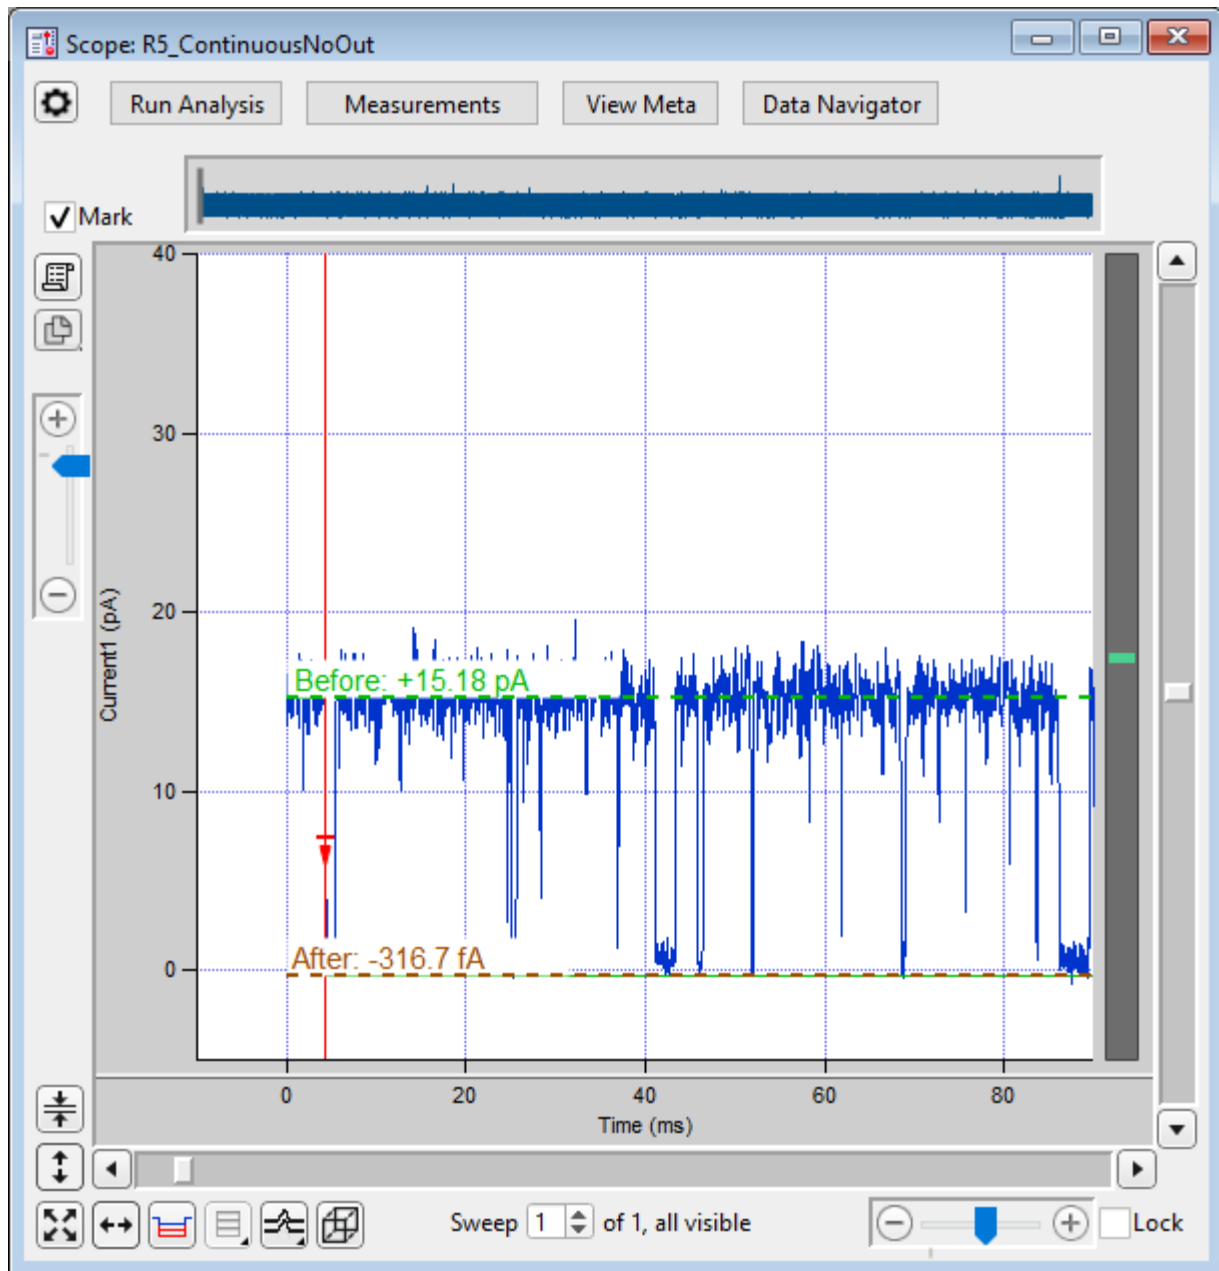 Scope: R5_ContinuousNoOut
Run Analysis Measurements View Meta Data Navigator
Mark
40
30
20
10
0
Current1 (pA)
Before: +15.18 pA
After: -316.7 fA
0 20 40 60 80
Time (ms)
Sweep 1 of 1, all visible
Lock